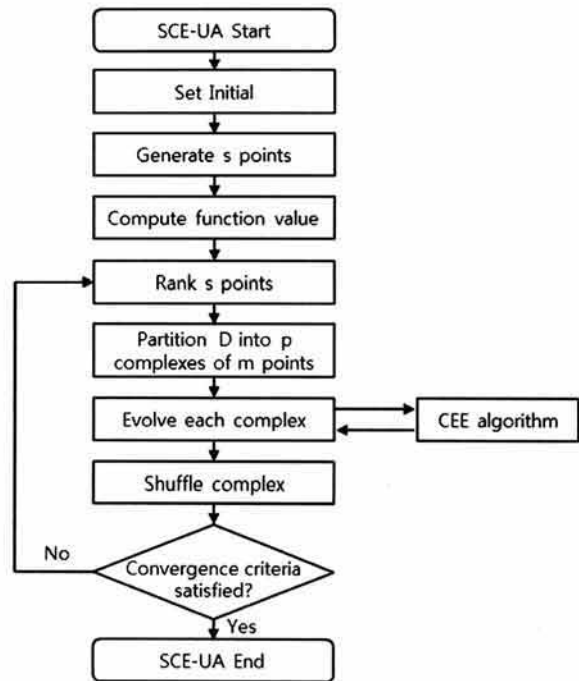 SCE-UA Start
Set Initial
Generate s points
Compute function value
Rank s points
Partition D into p
complexes of m points
Evolve each complex
CEE algorithm
Shuffle complex
No
Convergence criteria
satisfied?
Yes
SCE-UA End